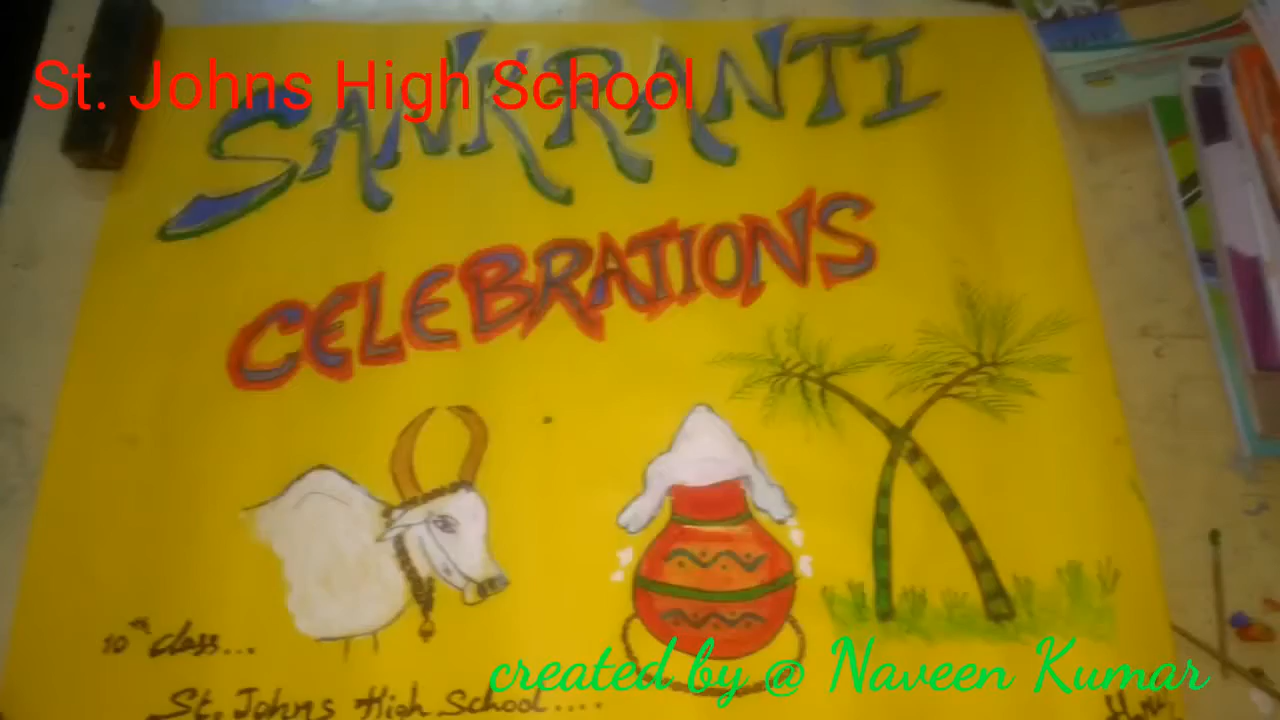 St. Johns High School
SANKRANTI
CELEBRATIONS
10th class...
St. Johns High School....
created by @ Naveen Kumar